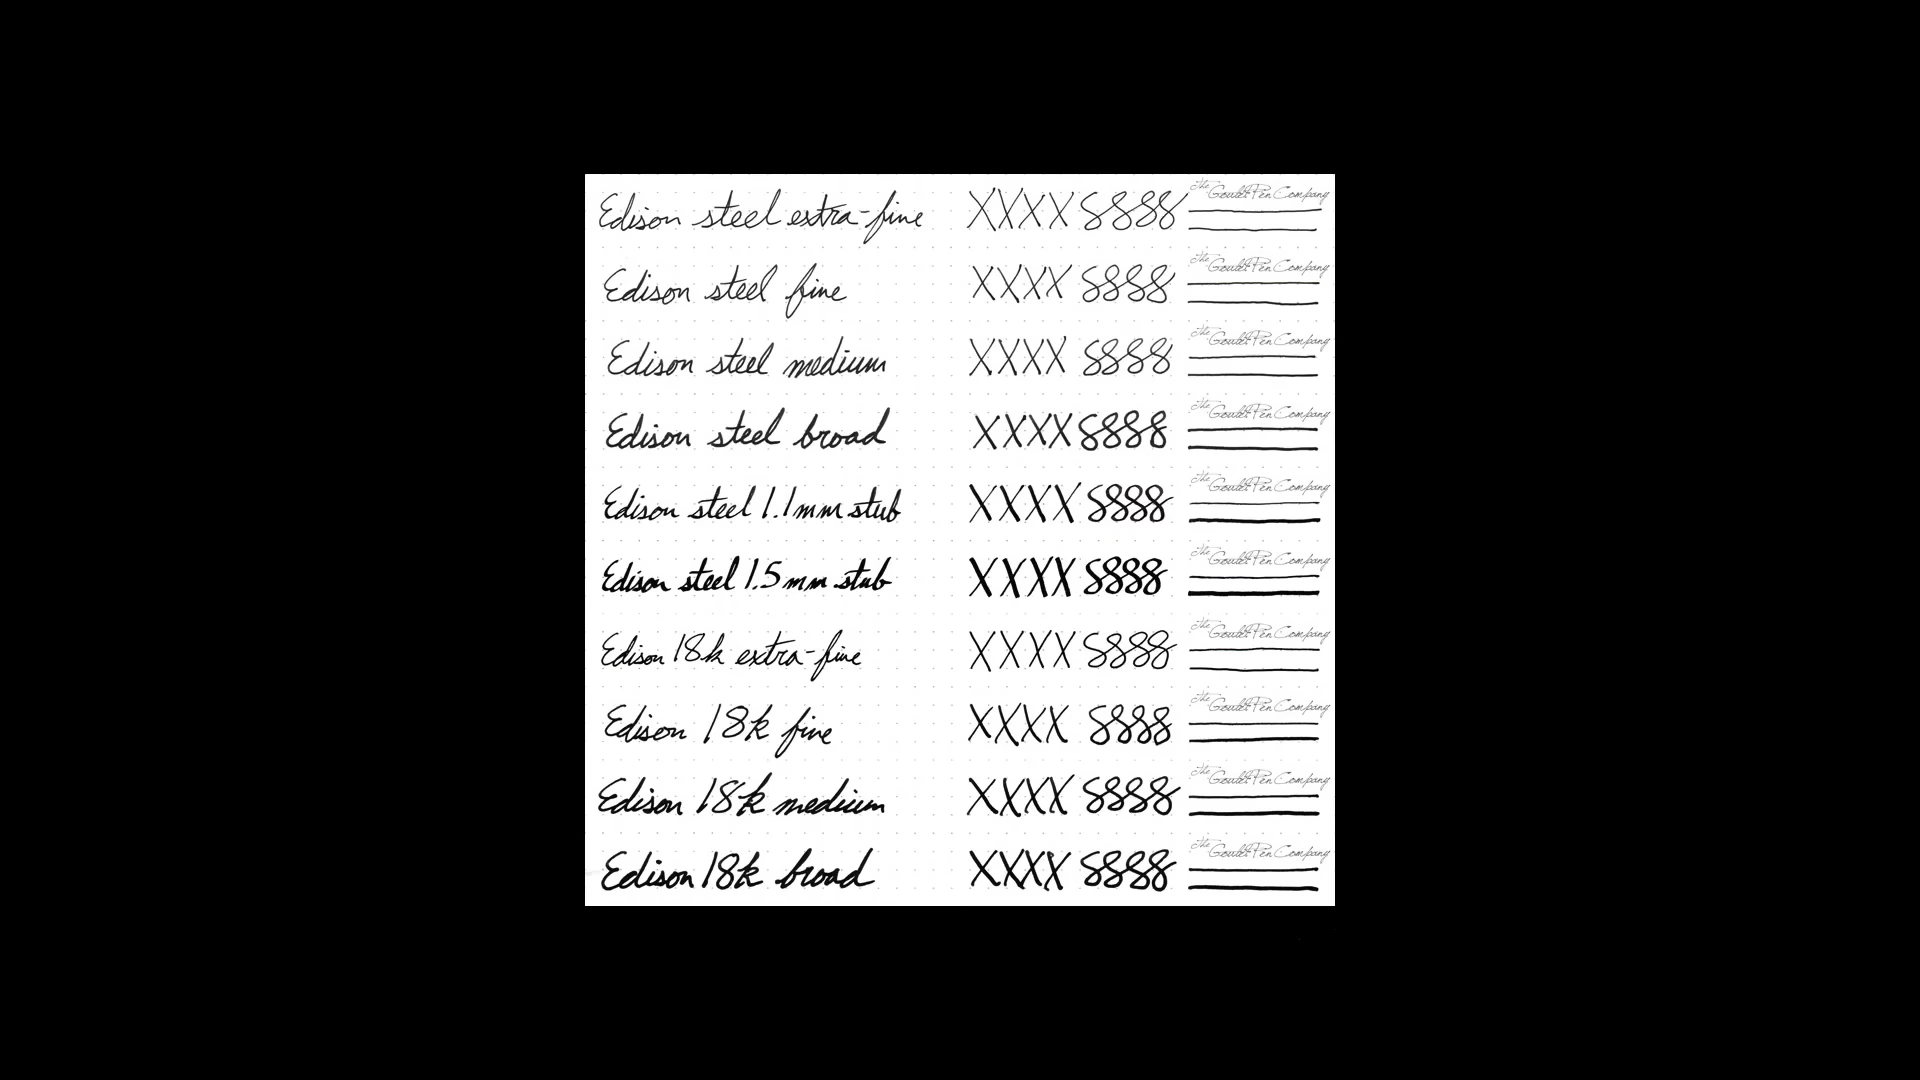 Edison steel extra-fine XXXX 8888 The Goulet Pen Company
Edison steel fine XXXX 8888 The Goulet Pen Company
Edison steel medium XXXX 8888 The Goulet Pen Company
Edison steel broad XXXX 8888 The Goulet Pen Company
Edison steel 1.1mm stub XXXX 8888 The Goulet Pen Company
Edison steel 1.5mm stub XXXX 8888 The Goulet Pen Company
Edison 18k extra-fine XXXX 8888 The Goulet Pen Company
Edison 18k fine XXXX 8888 The Goulet Pen Company
Edison 18k medium XXXX 8888 The Goulet Pen Company
Edison 18k broad XXXX 8888 The Goulet Pen Company